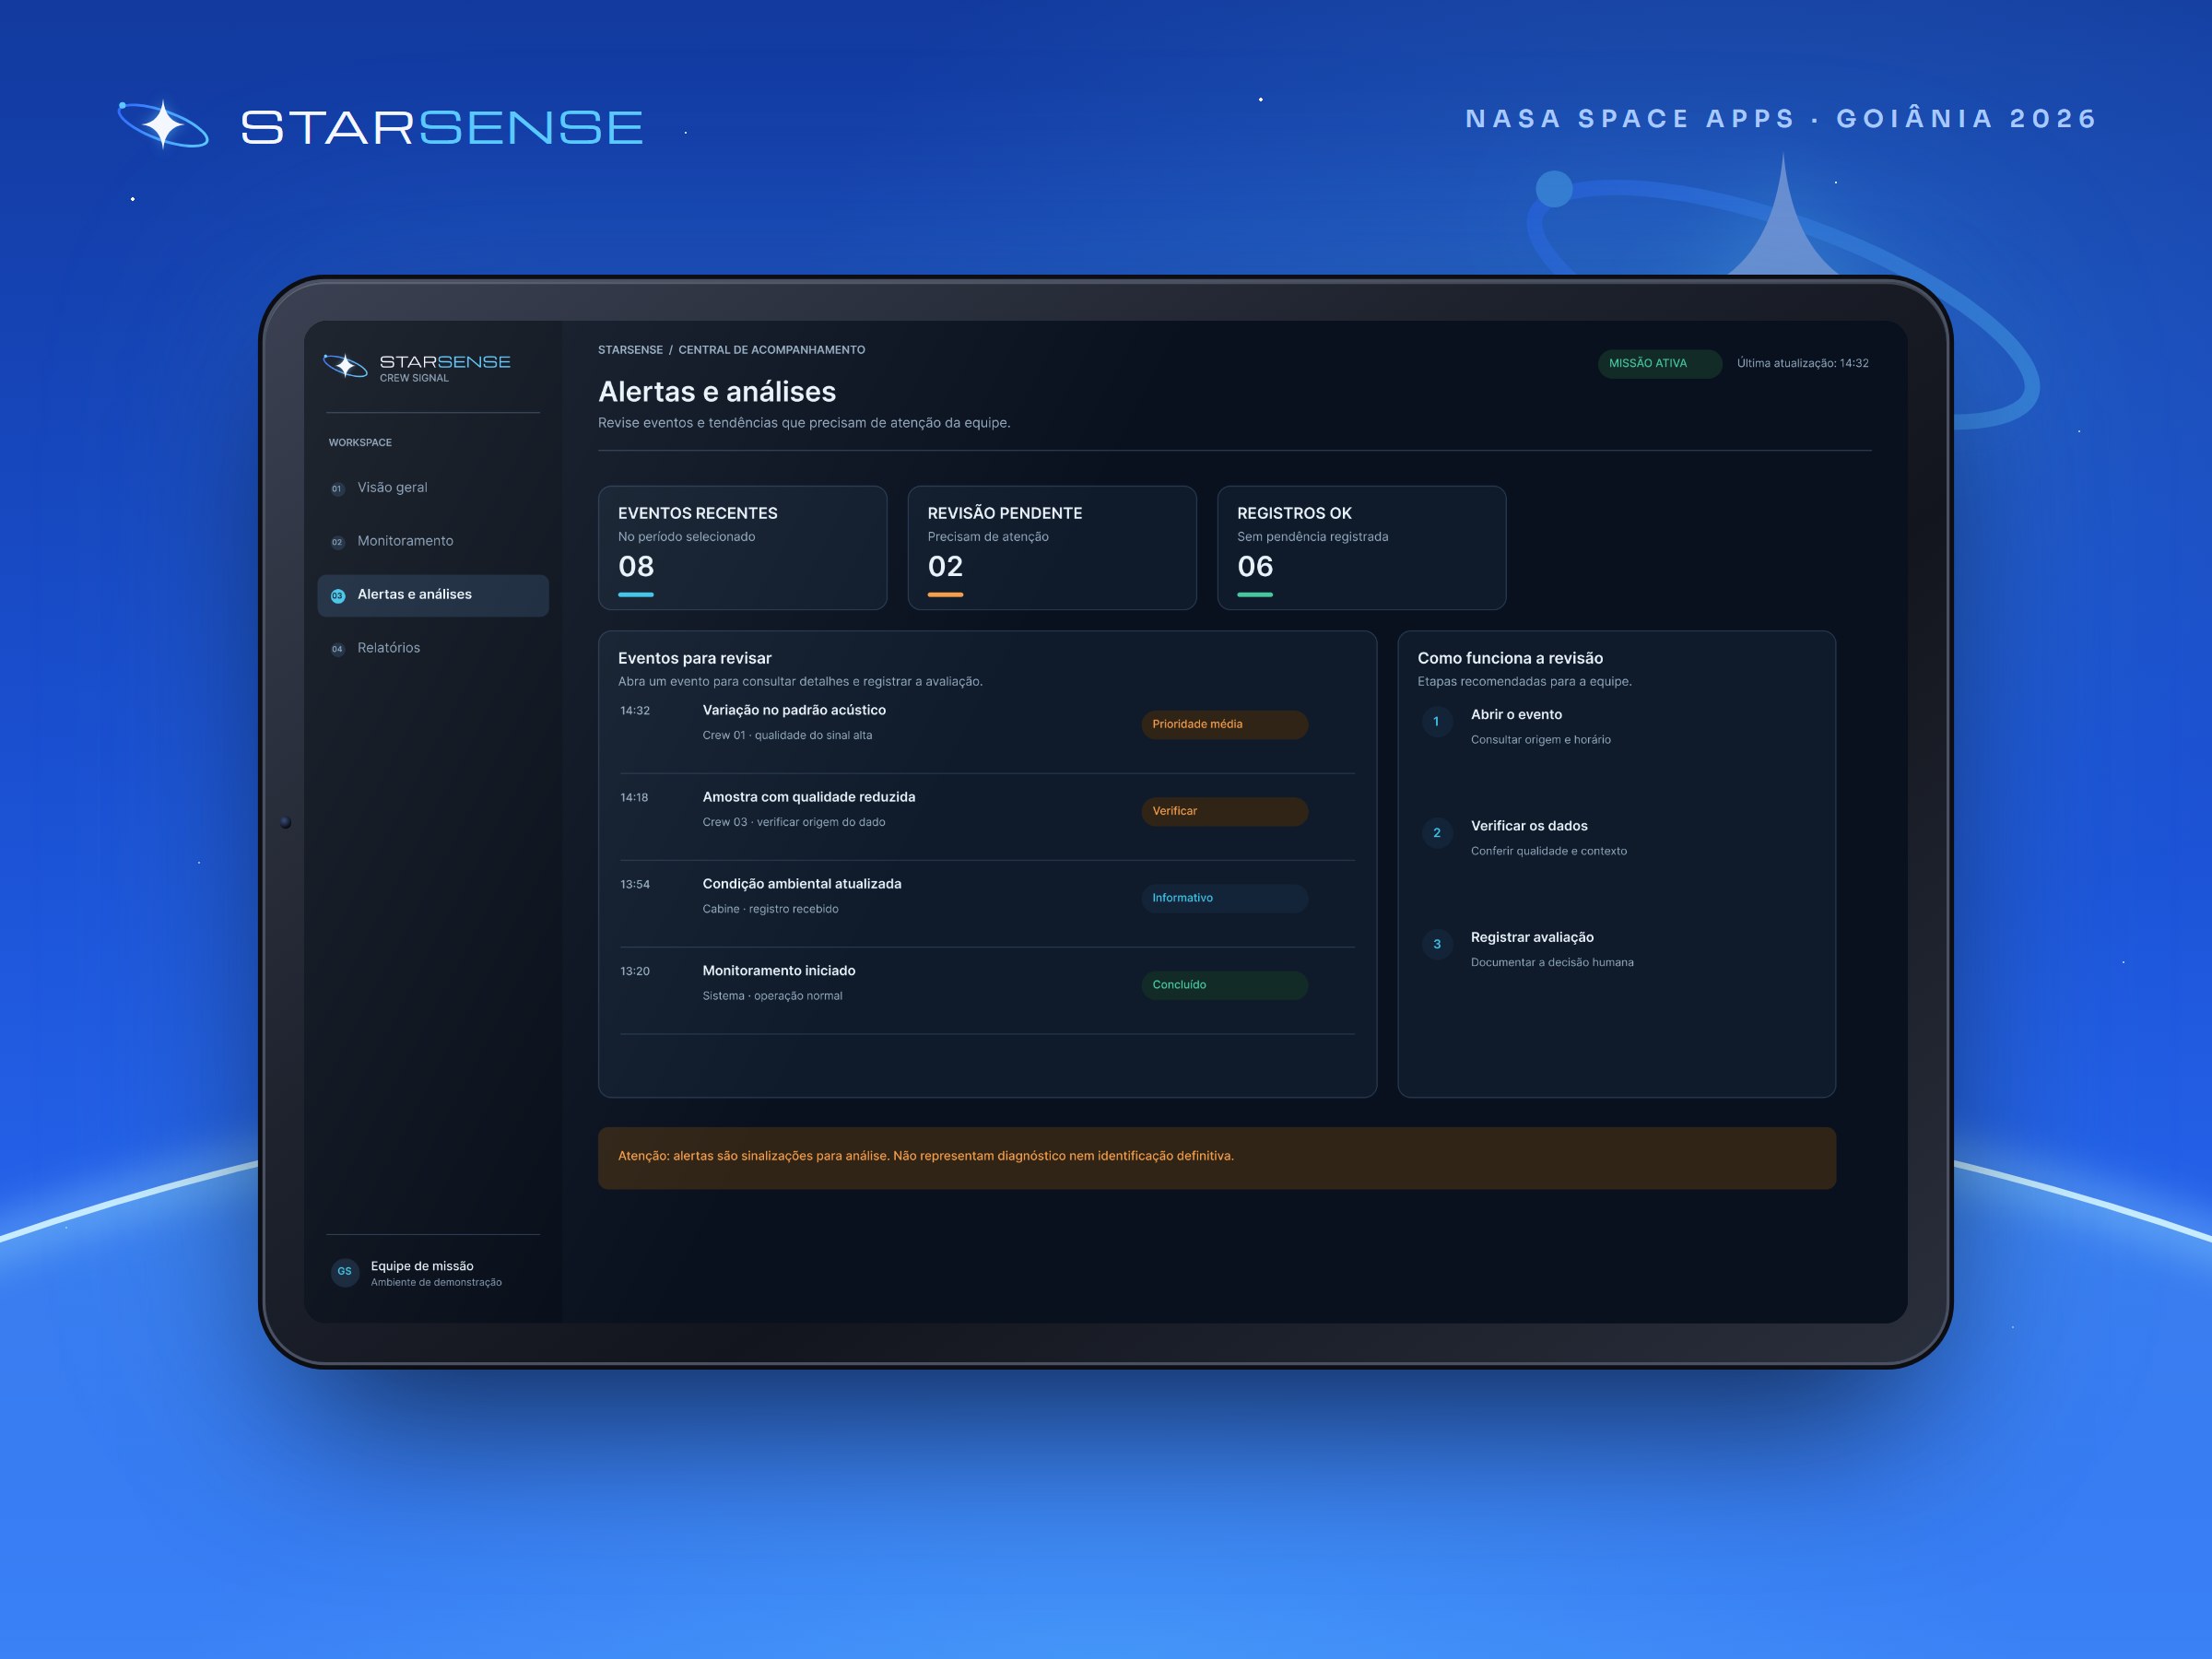 STARSENSE
NASA SPACE APPS · GOIÂNIA 2026
STARSENSE
CREW SIGNAL
WORKSPACE
01 Visão geral
02 Monitoramento
03 Alertas e análises
04 Relatórios
GS Equipe de missão
Ambiente de demonstração
STARSENSE / CENTRAL DE ACOMPANHAMENTO
Alertas e análises
Revise eventos e tendências que precisam de atenção da equipe.
MISSÃO ATIVA
Última atualização: 14:32
EVENTOS RECENTES
No período selecionado
08
REVISÃO PENDENTE
Precisam de atenção
02
REGISTROS OK
Sem pendência registrada
06
Eventos para revisar
Abra um evento para consultar detalhes e registrar a avaliação.
14:32 Variação no padrão acústico Prioridade média
Crew 01 · qualidade do sinal alta
14:18 Amostra com qualidade reduzida Verificar
Crew 03 · verificar origem do dado
13:54 Condição ambiental atualizada Informativo
Cabine · registro recebido
13:20 Monitoramento iniciado Concluído
Sistema · operação normal
Como funciona a revisão
Etapas recomendadas para a equipe.
1 Abrir o evento
Consultar origem e horário
2 Verificar os dados
Conferir qualidade e contexto
3 Registrar avaliação
Documentar a decisão humana
Atenção: alertas são sinalizações para análise. Não representam diagnóstico nem identificação definitiva.